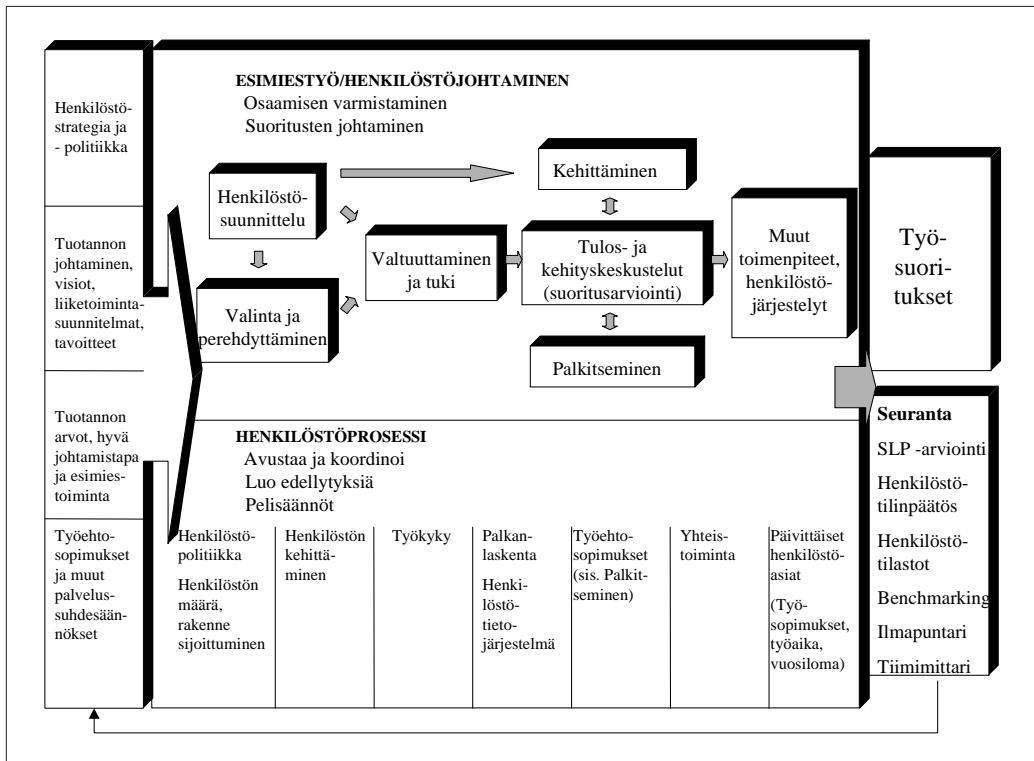 Henkilöstö-
strategia ja
- politiikka
Tuotannon
johtaminen,
visiot,
liiketoiminta-
suunnitelmat,
tavoitteet
Tuotannon
arvot, hyvä
johtamistapa
ja esimies-
toiminta
Työehto-
sopimukset
ja muut
palvelus-
suhdesään-
nökset
ESIMIESTYÖ/HENKILÖSTÖJOHTAMINEN
Osaamisen varmistaminen
Suoritusten johtaminen
Henkilöstö-
suunnittelu
Valinta ja
perehdyttäminen
Valtuuttaminen
ja tuki
Kehittäminen
Tulos- ja
kehityskeskustelut
(suoritusarviointi)
Palkitseminen
Muut
toimenpiteet,
henkilöstö-
järjestelyt
HENKILÖSTÖPROSESSI
Avustaa ja koordinoi
Luo edellytyksiä
Pelisäännöt
Henkilöstö-
politiikka
Henkilöstön
määrä,
rakenne
sijoittuminen
Henkilöstön
kehittä-
minen
Työkyky
Palkan-
laskenta
Henki-
löstö-
tieto-
järjestelmä
Työehto-
sopimukset
(sis. Palkit-
seminen)
Yhteis-
toiminta
Päivittäiset
henkilöstö-
asiat
(Työ-
sopimukset,
työaika,
vuosiloma)
Työ-
suori-
tukset
Seuranta
SLP -arviointi
Henkilöstö-
tilinpäätös
Henkilöstö-
tilastot
Benchmarking
Ilmapuntari
Tiimimittari